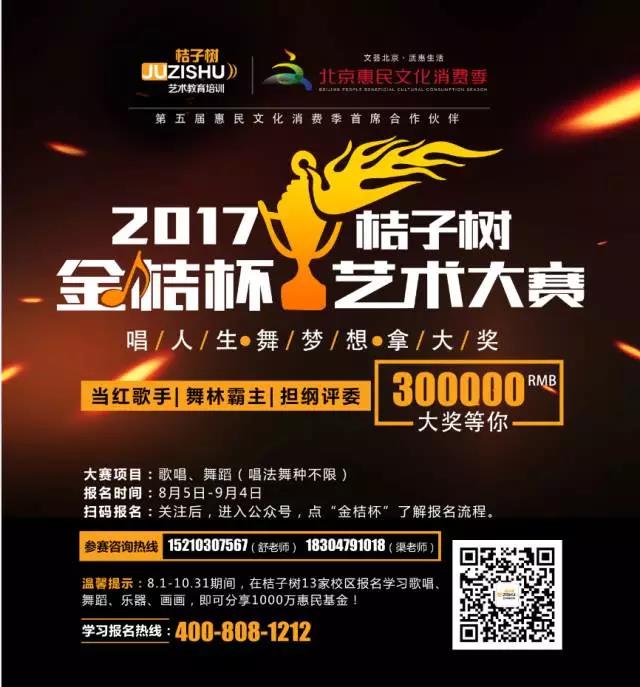 桔子树
JUZISHU
艺术教育培训
文荟北京·活惠生活
北京惠民文化消费季
BEIJING PEOPLE BENEFICIAL CULTURAL CONSUMPTION SEASON
第五届惠民文化消费季首席合作伙伴
2017 桔子树
金桔杯 艺术大赛
唱/人/生●舞/梦/想●拿/大/奖
当红歌手|舞林霸主|担纲评委
300000RMB
大奖等你
大赛项目：歌唱、舞蹈（唱法舞种不限）
报名时间：8月5日-9月4日
扫码报名：关注后，进入公众号，点“金桔杯”了解报名流程。
参赛咨询热线 15210307567（舒老师） 18304791018（渠老师）
温馨提示：8.1-10.31期间，在桔子树13家校区报名学习歌唱、
舞蹈、乐器、画画，即可分享1000万惠民基金！
学习报名热线：400-808-1212